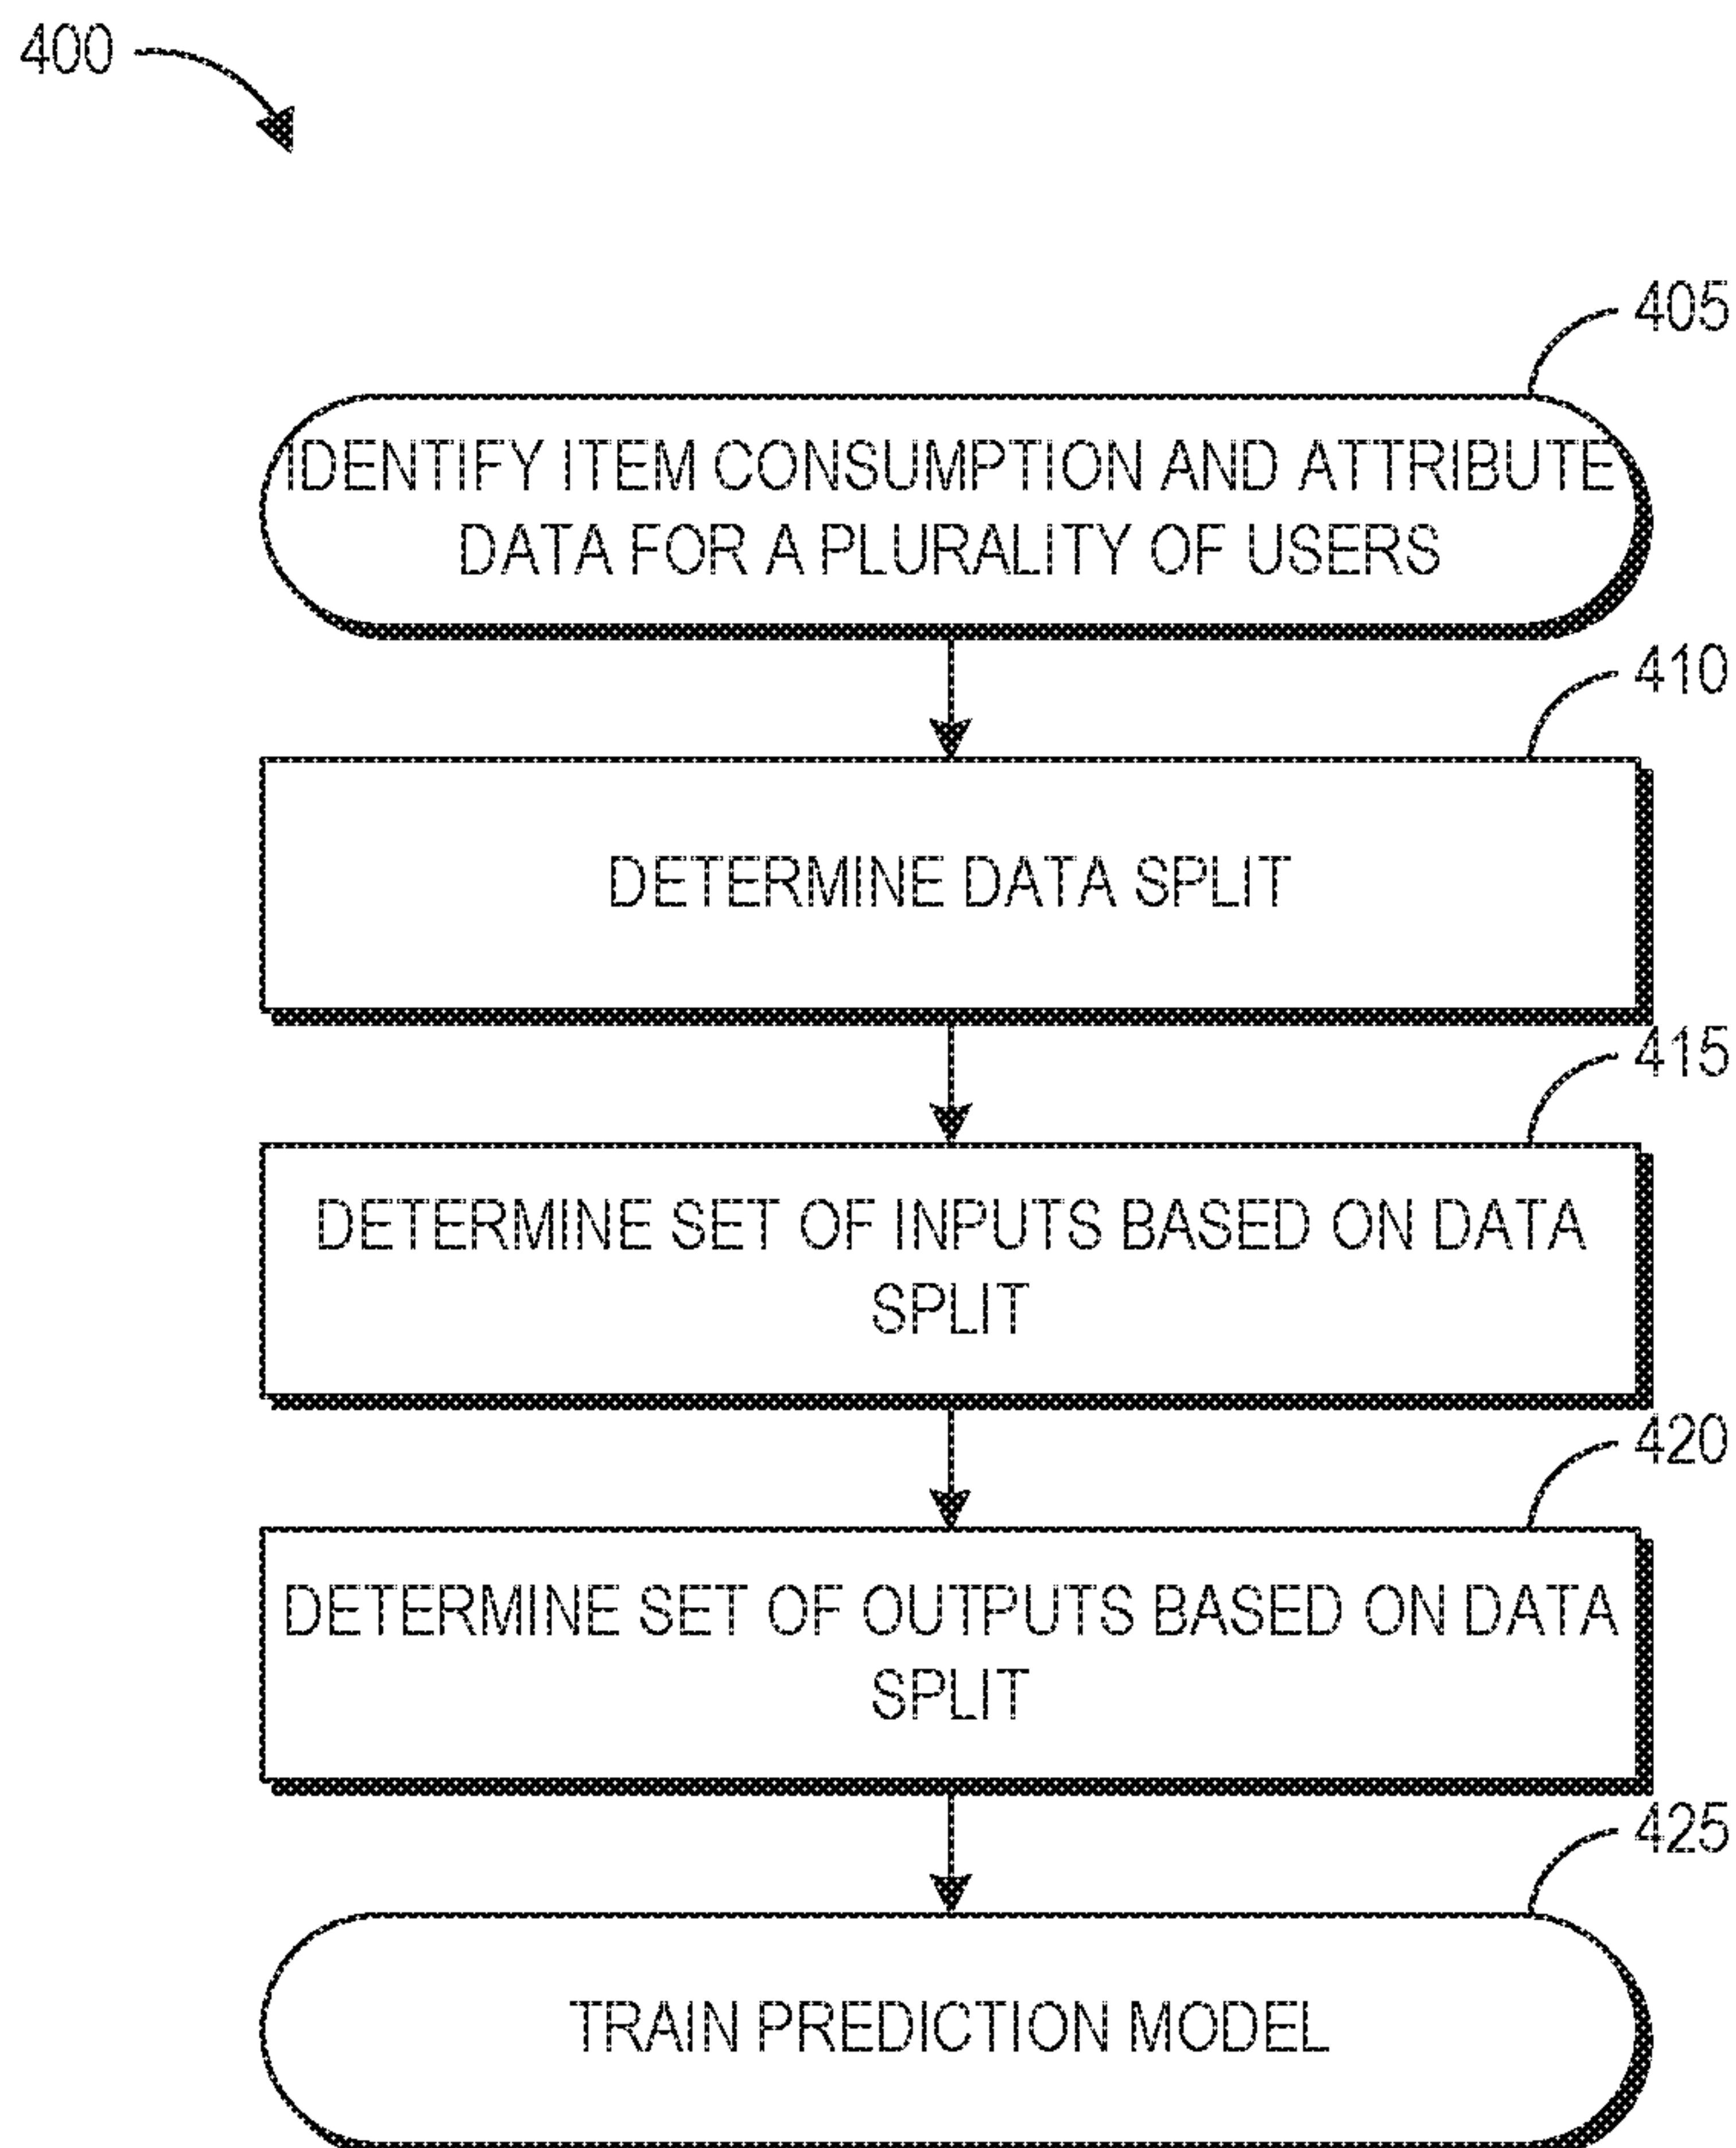 400
405
IDENTIFY ITEM CONSUMPTION AND ATTRIBUTE
DATA FOR A PLURALITY OF USERS
410
DETERMINE DATA SPLIT
415
DETERMINE SET OF INPUTS BASED ON DATA
SPLIT
420
DETERMINE SET OF OUTPUTS BASED ON DATA
SPLIT
425
TRAIN PREDICTION MODEL